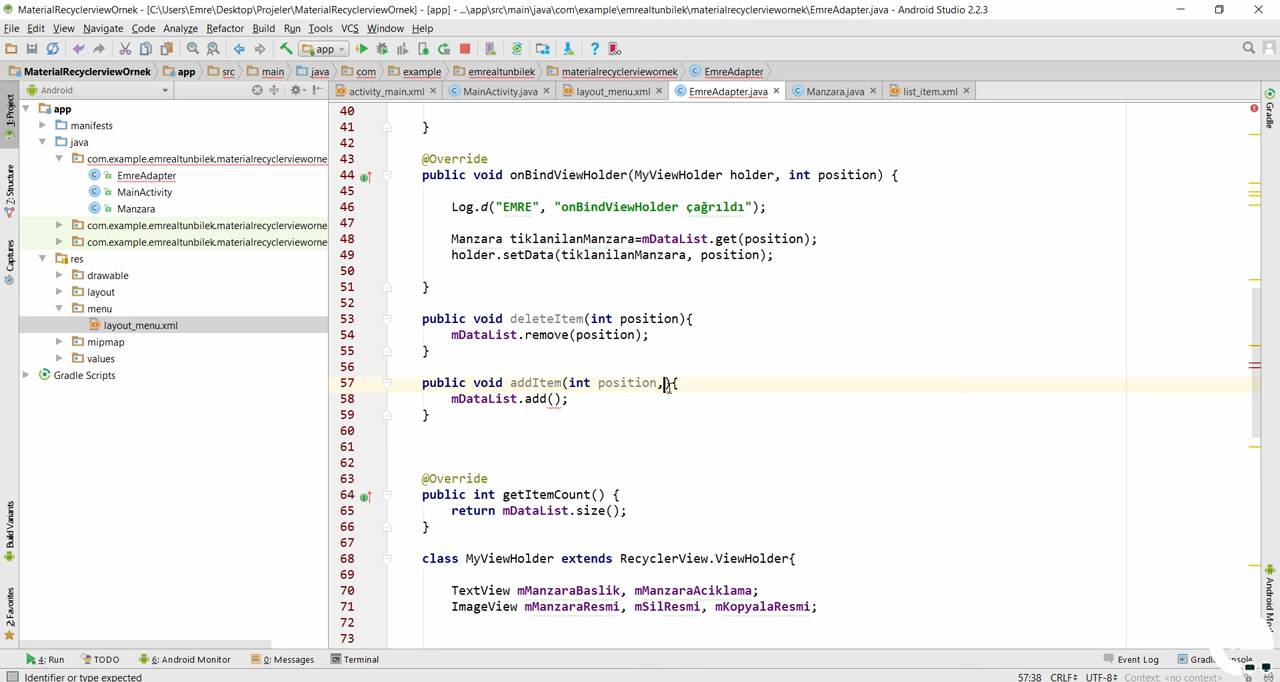 MaterialRecyclerviewOrnek - [C:\Users\Emre\Desktop\Projeler\MaterialRecyclerviewOrnek] - [app] - ...\app\src\main\java\com\example\emrealtunbilek\materialrecyclerviewornek\EmreAdapter.java - Android Studio 2.2.3
File Edit View Navigate Code Analyze Refactor Build Run Tools VCS Window Help
app
MaterialRecyclerviewOrnek app src main java com example emrealtunbilek materialrecyclerviewornek EmreAdapter
Android
activity_main.xml MainActivity.java layout_menu.xml EmreAdapter.java Manzara.java list_item.xml
1: Project
7: Structure
Captures
Build Variants
2: Favorites
Gradle
app
manifests
java
com.example.emrealtunbilek.materialrecyclervieworne
EmreAdapter
MainActivity
Manzara
com.example.emrealtunbilek.materialrecyclervieworne
com.example.emrealtunbilek.materialrecyclervieworne
res
drawable
layout
menu
layout_menu.xml
mipmap
values
Gradle Scripts
40
41 }
42
43 @Override
44 public void onBindViewHolder(MyViewHolder holder, int position) {
45
46 Log.d("EMRE", "onBindViewHolder çağrıldı");
47
48 Manzara tiklanilanManzara=mDataList.get(position);
49 holder.setData(tiklanilanManzara, position);
50
51 }
52
53 public void deleteItem(int position){
54 mDataList.remove(position);
55 }
56
57 public void addItem(int position,){
58 mDataList.add();
59 }
60
61
62
63 @Override
64 public int getItemCount() {
65 return mDataList.size();
66 }
67
68 class MyViewHolder extends RecyclerView.ViewHolder{
69
70 TextView mManzaraBaslik, mManzaraAciklama;
71 ImageView mManzaraResmi, mSilResmi, mKopyalaResmi;
72
73
4: Run TODO 6: Android Monitor 0: Messages Terminal Event Log
Identifier or type expected 57:38 CRLF UTF-8 Context: <no context>